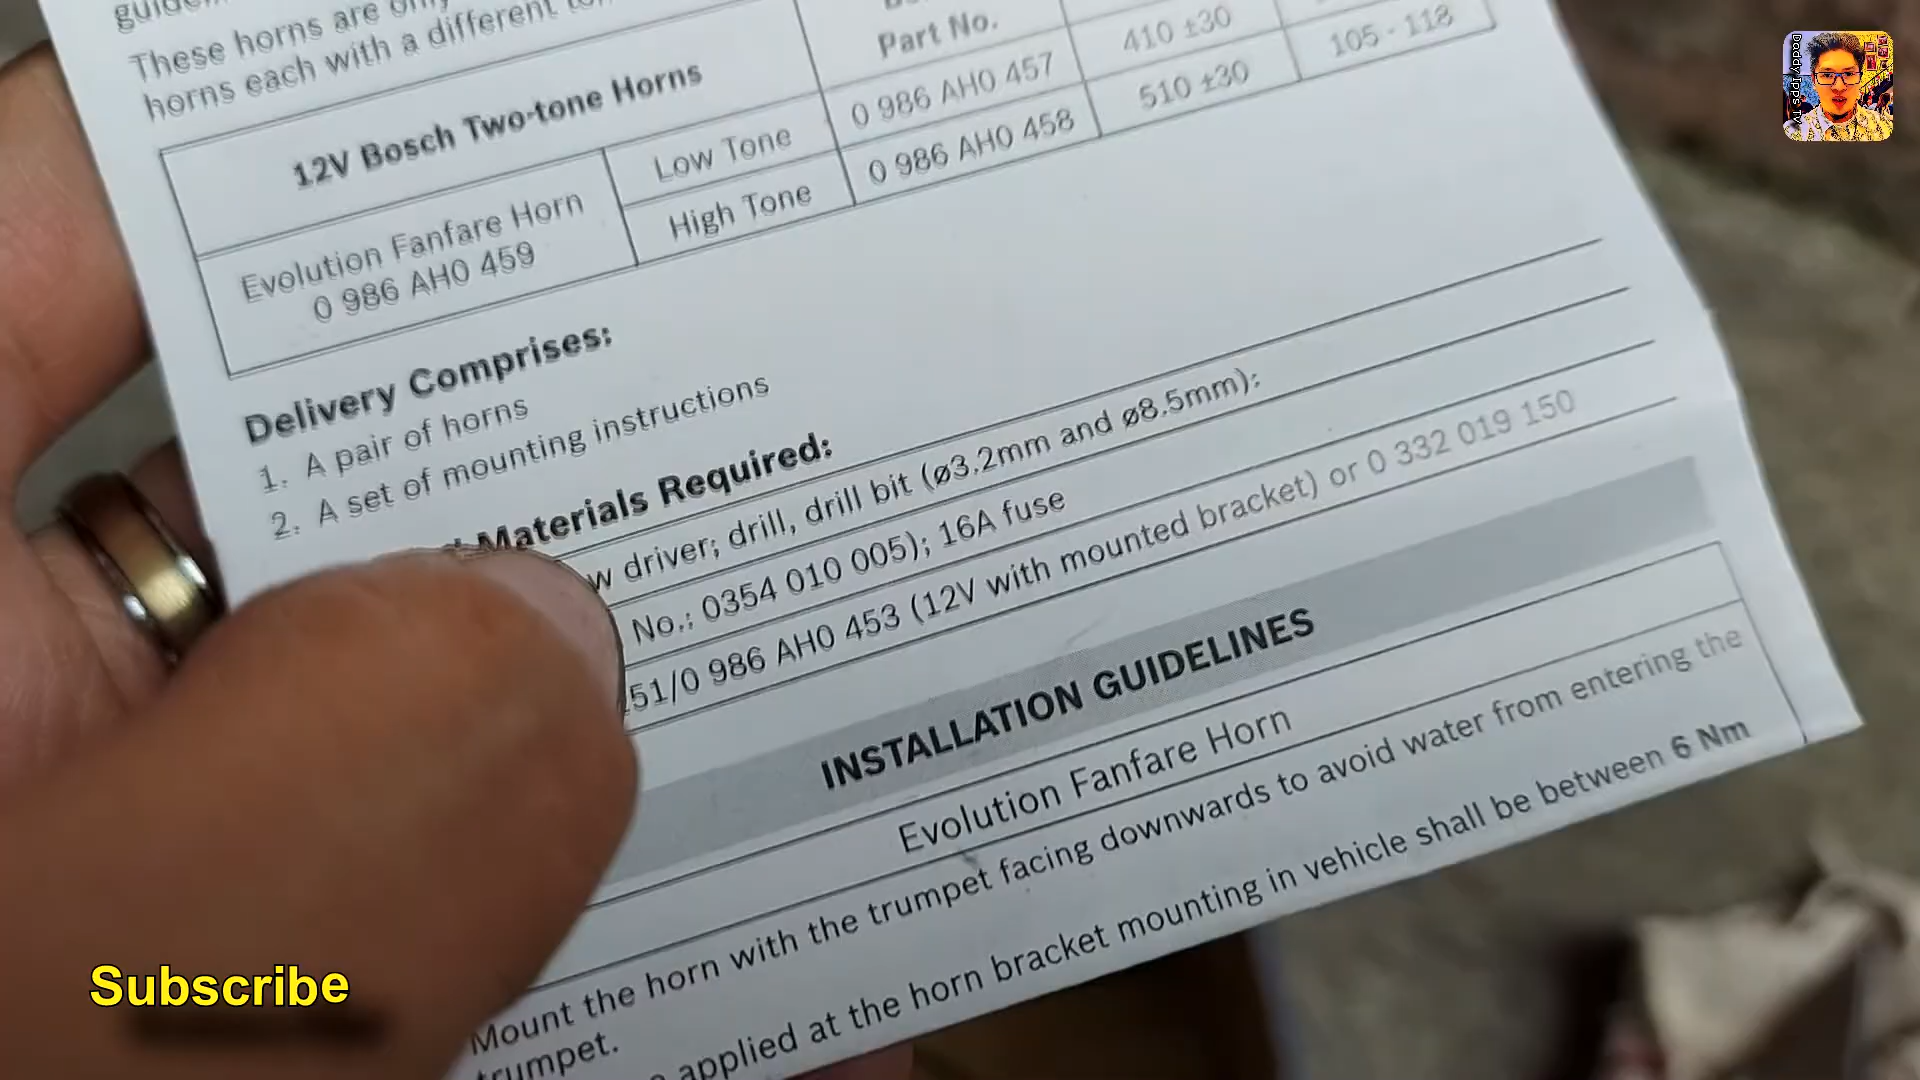 These horns are only
horns each with a different
12V Bosch Two-tone Horns
Part No.
Evolution Fanfare Horn
0 986 AH0 459
Low Tone
0 986 AH0 457
410 ±30
High Tone
0 986 AH0 458
510 ±30
105 - 118
Delivery Comprises:
1. A pair of horns
2. A set of mounting instructions
Materials Required:
driver; drill, drill bit (ø3.2mm and ø8.5mm):
No.: 0354 010 005); 16A fuse
51/0 986 AH0 453 (12V with mounted bracket) or 0 332 019 150
INSTALLATION GUIDELINES
Evolution Fanfare Horn
Mount the horn with the trumpet facing downwards to avoid water from entering the
trumpet.
applied at the horn bracket mounting in vehicle shall be between 6 Nm
Subscribe
Daddy Ipps Tv